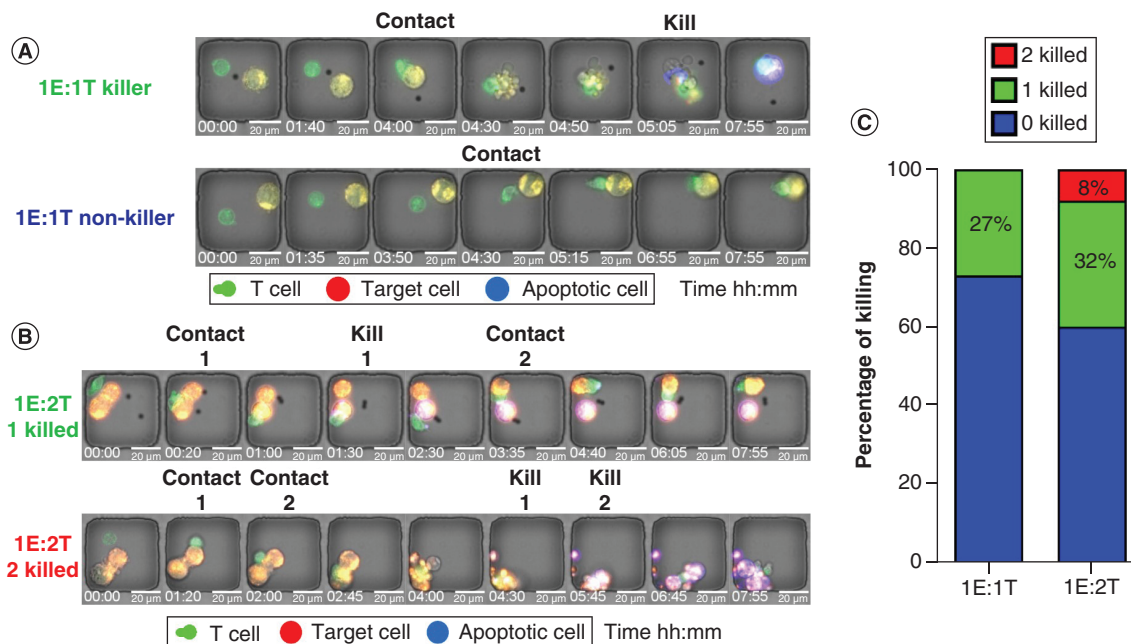 A
Contact Kill
1E:1T killer
00:00 20 µm 01:40 20 µm 04:00 20 µm 04:30 20 µm 04:50 20 µm 05:05 20 µm 07:55 20 µm
Contact
1E:1T non-killer
00:00 20 µm 01:35 20 µm 03:50 20 µm 04:30 20 µm 05:15 20 µm 06:55 20 µm 07:55 20 µm
T cell Target cell Apoptotic cell Time hh:mm
B
Contact Kill Contact
1 1 2
1E:2T
1 killed
00:00 20 µm 00:20 20 µm 01:00 20 µm 01:30 20 µm 02:30 20 µm 03:35 20 µm 04:40 20 µm 06:05 20 µm 07:55 20 µm
Contact Contact Kill Kill
1 2 1 2
1E:2T
2 killed
00:00 20 µm 01:20 20 µm 02:00 20 µm 02:45 20 µm 04:00 20 µm 04:30 20 µm 05:45 20 µm 06:45 20 µm 07:55 20 µm
T cell Target cell Apoptotic cell Time hh:mm
2 killed
1 killed
0 killed
C
Percentage of killing
100
80
60
40
20
0
27%
8%
32%
1E:1T 1E:2T